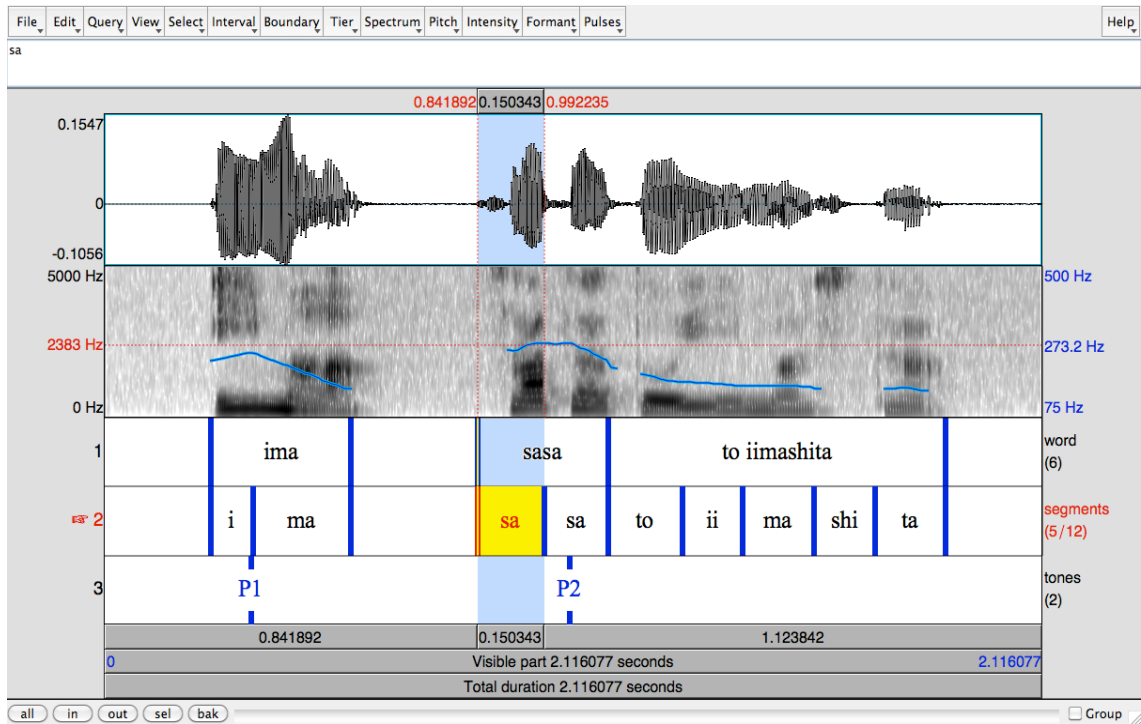 File Edit Query View Select Interval Boundary Tier Spectrum Pitch Intensity Formant Pulses Help
sa
0.841892 0.150343 0.992235
0.1547
0
-0.1056
5000 Hz 500 Hz
2383 Hz 273.2 Hz
0 Hz 75 Hz
1 ima sasa to iimashita word
(6)
2 i ma sa sa to ii ma shi ta segments
(5/12)
3 P1 P2 tones
(2)
0.841892 0.150343 1.123842
0 Visible part 2.116077 seconds 2.116077
Total duration 2.116077 seconds
all in out sel bak Group